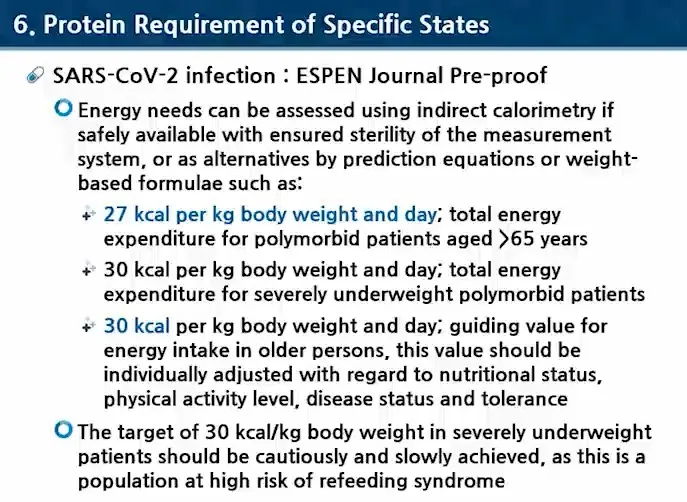 6. Protein Requirement of Specific States
SARS-CoV-2 infection : ESPEN Journal Pre-proof
Energy needs can be assessed using indirect calorimetry if
safely available with ensured sterility of the measurement
system, or as alternatives by prediction equations or weight-
based formulae such as:
27 kcal per kg body weight and day; total energy
expenditure for polymorbid patients aged >65 years
30 kcal per kg body weight and day; total energy
expenditure for severely underweight polymorbid patients
30 kcal per kg body weight and day; guiding value for
energy intake in older persons, this value should be
individually adjusted with regard to nutritional status,
physical activity level, disease status and tolerance
The target of 30 kcal/kg body weight in severely underweight
patients should be cautiously and slowly achieved, as this is a
population at high risk of refeeding syndrome